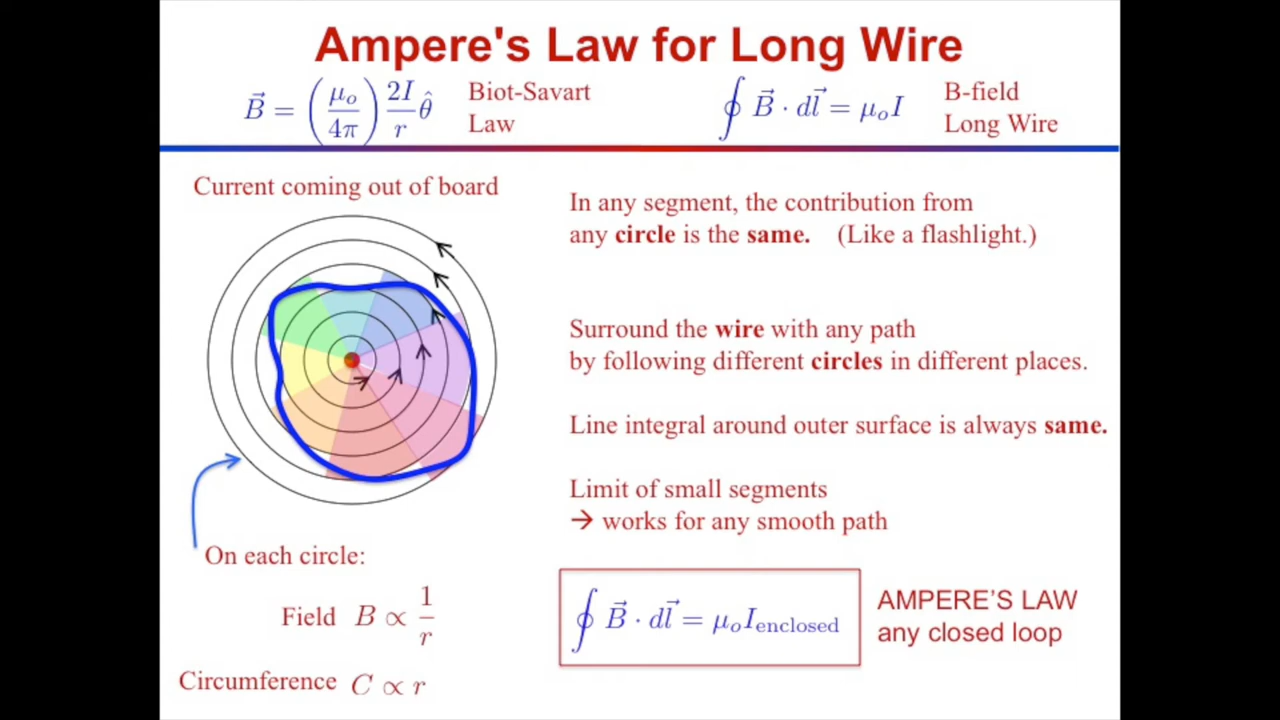 Ampere's Law for Long Wire
B⃗ = (μₒ/4π) 2I/r θ̂
Biot-Savart
Law
∮ B⃗ · dl⃗ = μₒI
B-field
Long Wire
Current coming out of board
In any segment, the contribution from
any circle is the same. (Like a flashlight.)
Surround the wire with any path
by following different circles in different places.
Line integral around outer surface is always same.
Limit of small segments
→ works for any smooth path
On each circle:
Field B ∝ 1/r
Circumference C ∝ r
∮ B⃗ · dl⃗ = μₒI_enclosed
AMPERE'S LAW
any closed loop